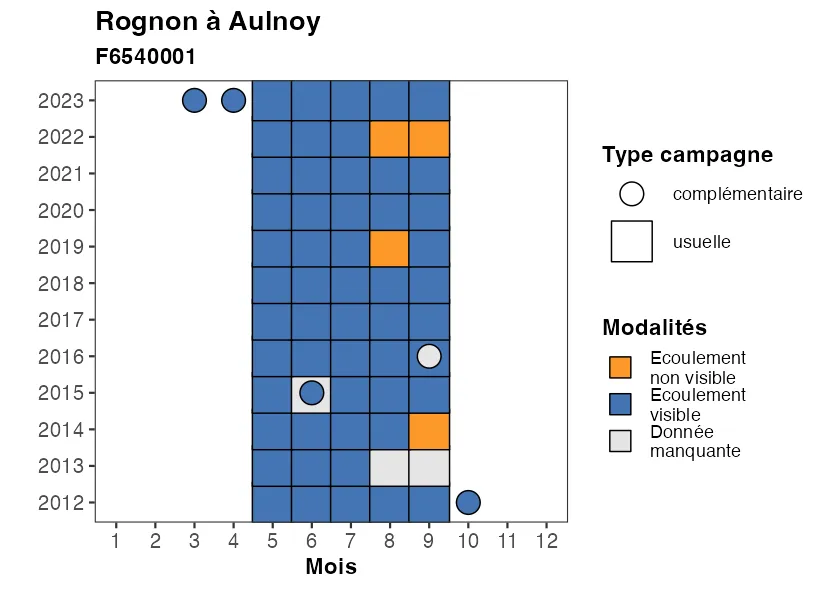 Rognon à Aulnoy
F6540001
2023
2022
2021
2020
2019
2018
2017
2016
2015
2014
2013
2012
1 2 3 4 5 6 7 8 9 10 11 12
Mois
Type campagne
complémentaire
usuelle
Modalités
Ecoulement
non visible
Ecoulement
visible
Donnée
manquante